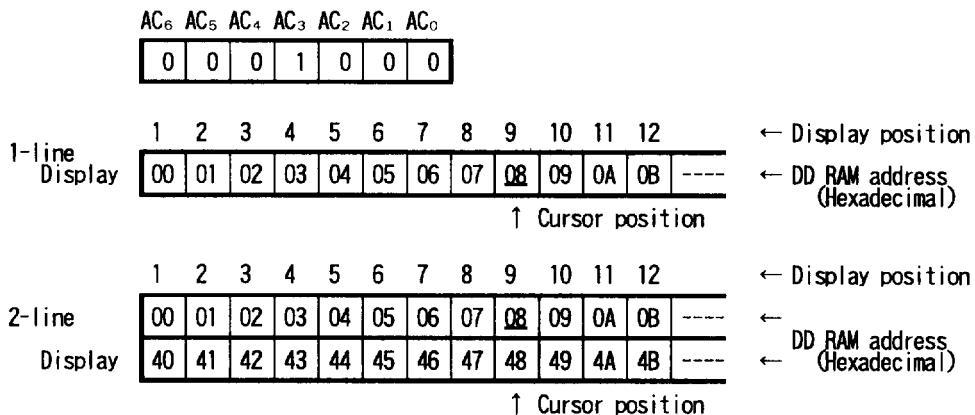 AC₆ AC₅ AC₄ AC₃ AC₂ AC₁ AC₀
0 0 0 1 0 0 0
1 2 3 4 5 6 7 8 9 10 11 12 ← Display position
1-line
Display 00 01 02 03 04 05 06 07 08 09 0A 0B ---- ← DD RAM address
(Hexadecimal)
↑ Cursor position
1 2 3 4 5 6 7 8 9 10 11 12 ← Display position
2-line 00 01 02 03 04 05 06 07 08 09 0A 0B ---- ←
DD RAM address
Display 40 41 42 43 44 45 46 47 48 49 4A 4B ---- ← (Hexadecimal)
↑ Cursor position